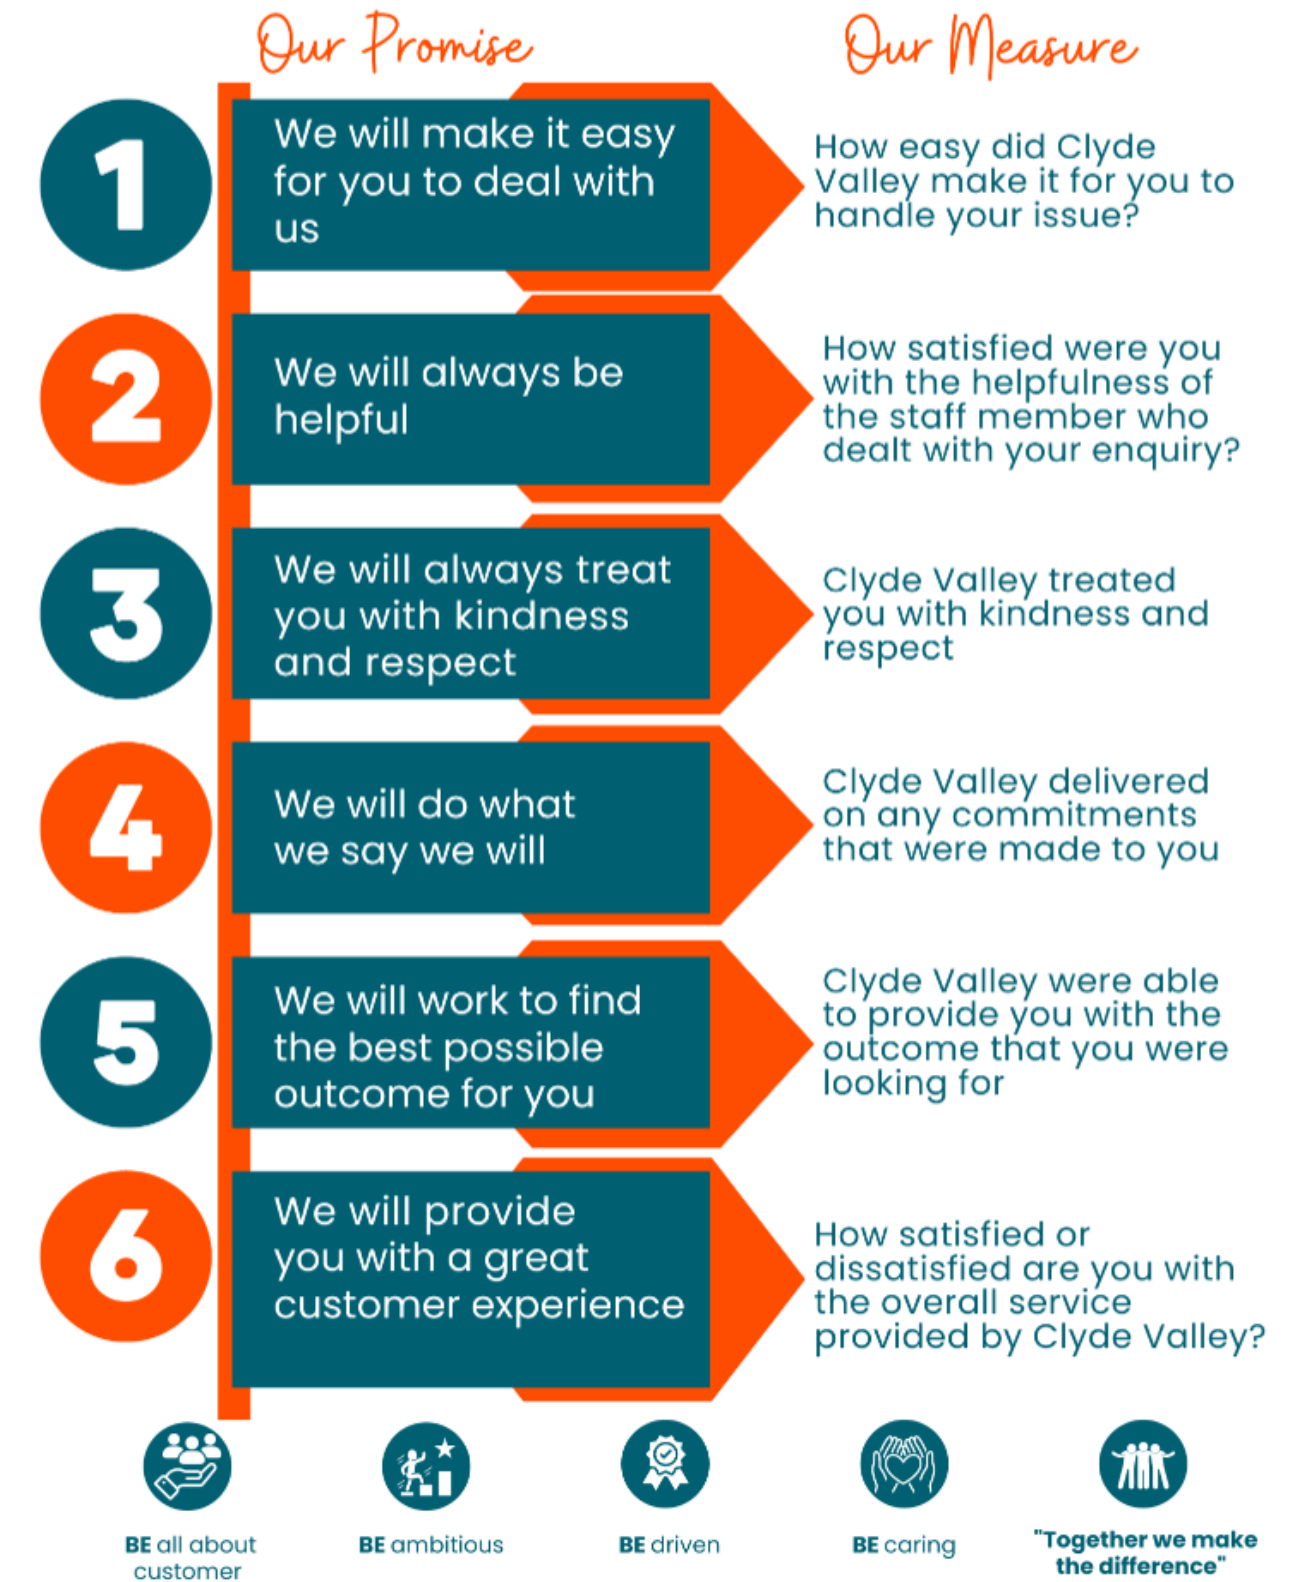 Our Promise
Our Measure
1
We will make it easy
for you to deal with
us
How easy did Clyde
Valley make it for you to
handle your issue?
2
We will always be
helpful
How satisfied were you
with the helpfulness of
the staff member who
dealt with your enquiry?
3
We will always treat
you with kindness
and respect
Clyde Valley treated
you with kindness and
respect
4
We will do what
we say we will
Clyde Valley delivered
on any commitments
that were made to you
5
We will work to find
the best possible
outcome for you
Clyde Valley were able
to provide you with the
outcome that you were
looking for
6
We will provide
you with a great
customer experience
How satisfied or
dissatisfied are you with
the overall service
provided by Clyde Valley?
BE all about
customer
BE ambitious
BE driven
BE caring
"Together we make
the difference"